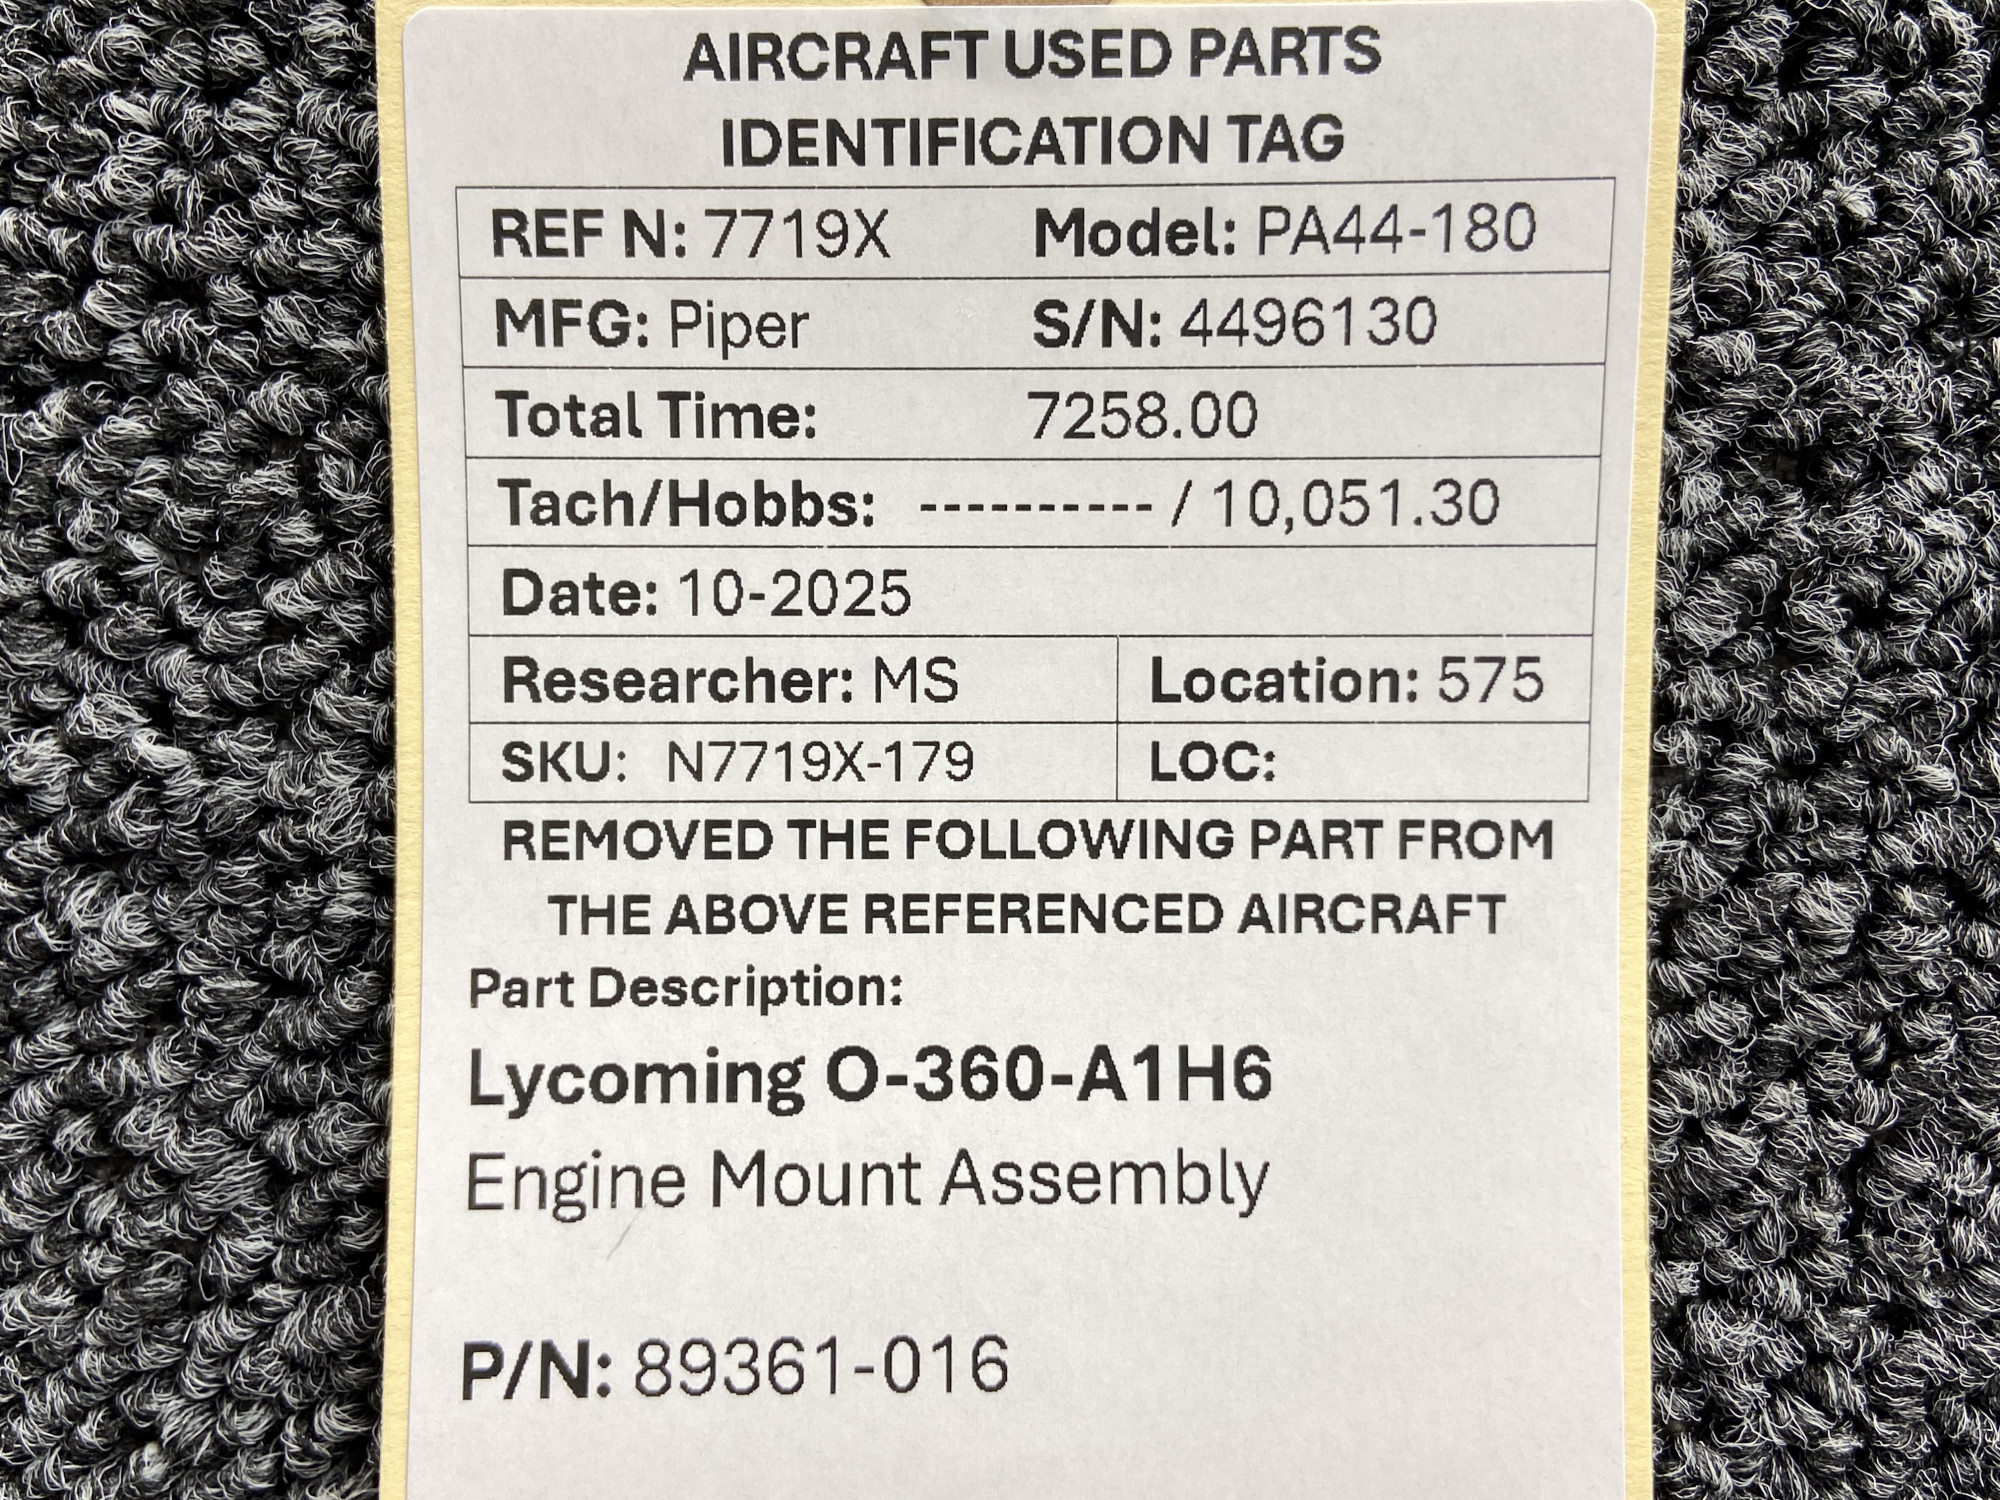 AIRCRAFT USED PARTS
IDENTIFICATION TAG
REF N: 7719X Model: PA44-180
MFG: Piper S/N: 4496130
Total Time: 7258.00
Tach/Hobbs: ---------- / 10,051.30
Date: 10-2025
Researcher: MS Location: 575
SKU: N7719X-179 LOC:
REMOVED THE FOLLOWING PART FROM
THE ABOVE REFERENCED AIRCRAFT
Part Description:
Lycoming O-360-A1H6
Engine Mount Assembly
P/N: 89361-016